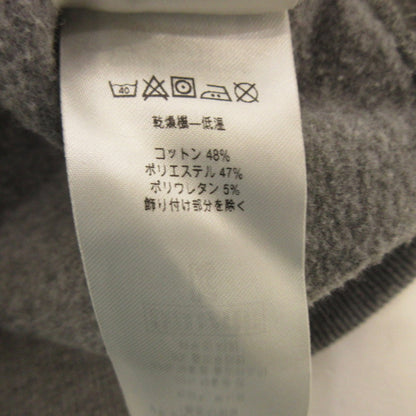 40
乾燥機—低温
コットン 48%
ポリエステル 47%
ポリウレタン 5%
飾り付け部分を除く